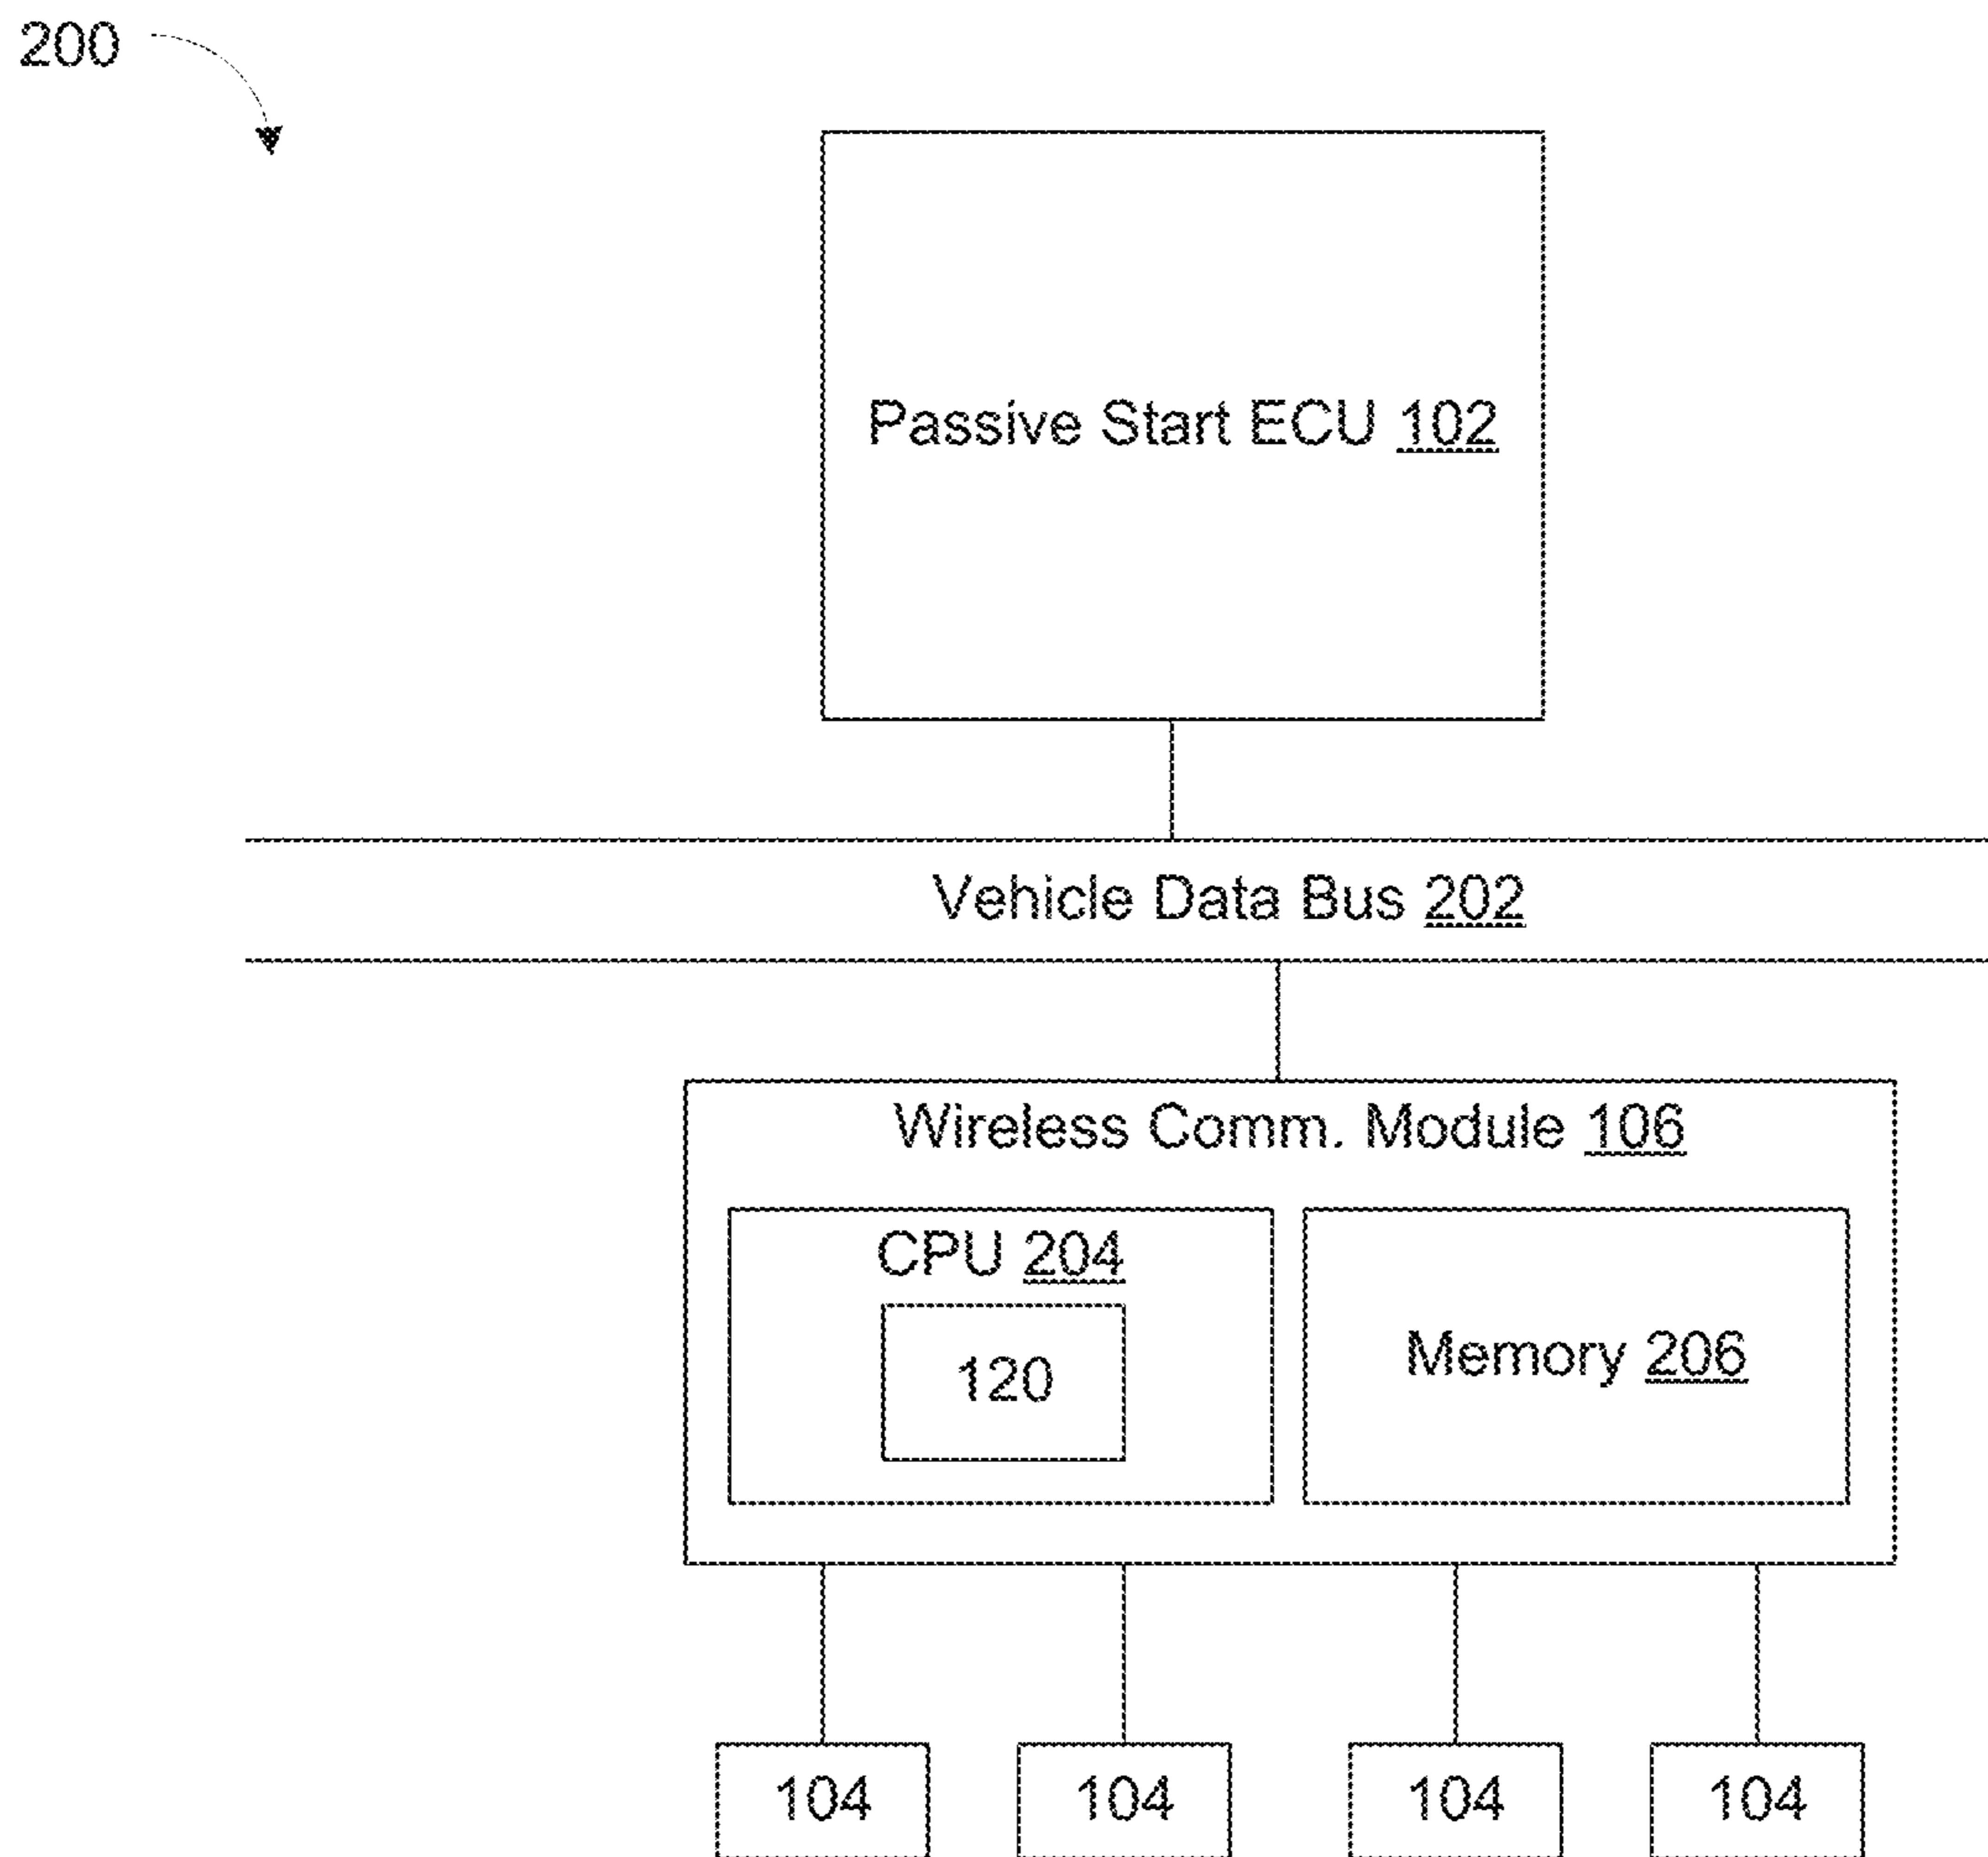 200
Passive Start ECU 102
Vehicle Data Bus 202
Wireless Comm. Module 106
CPU 204
120
Memory 206
104 104 104 104